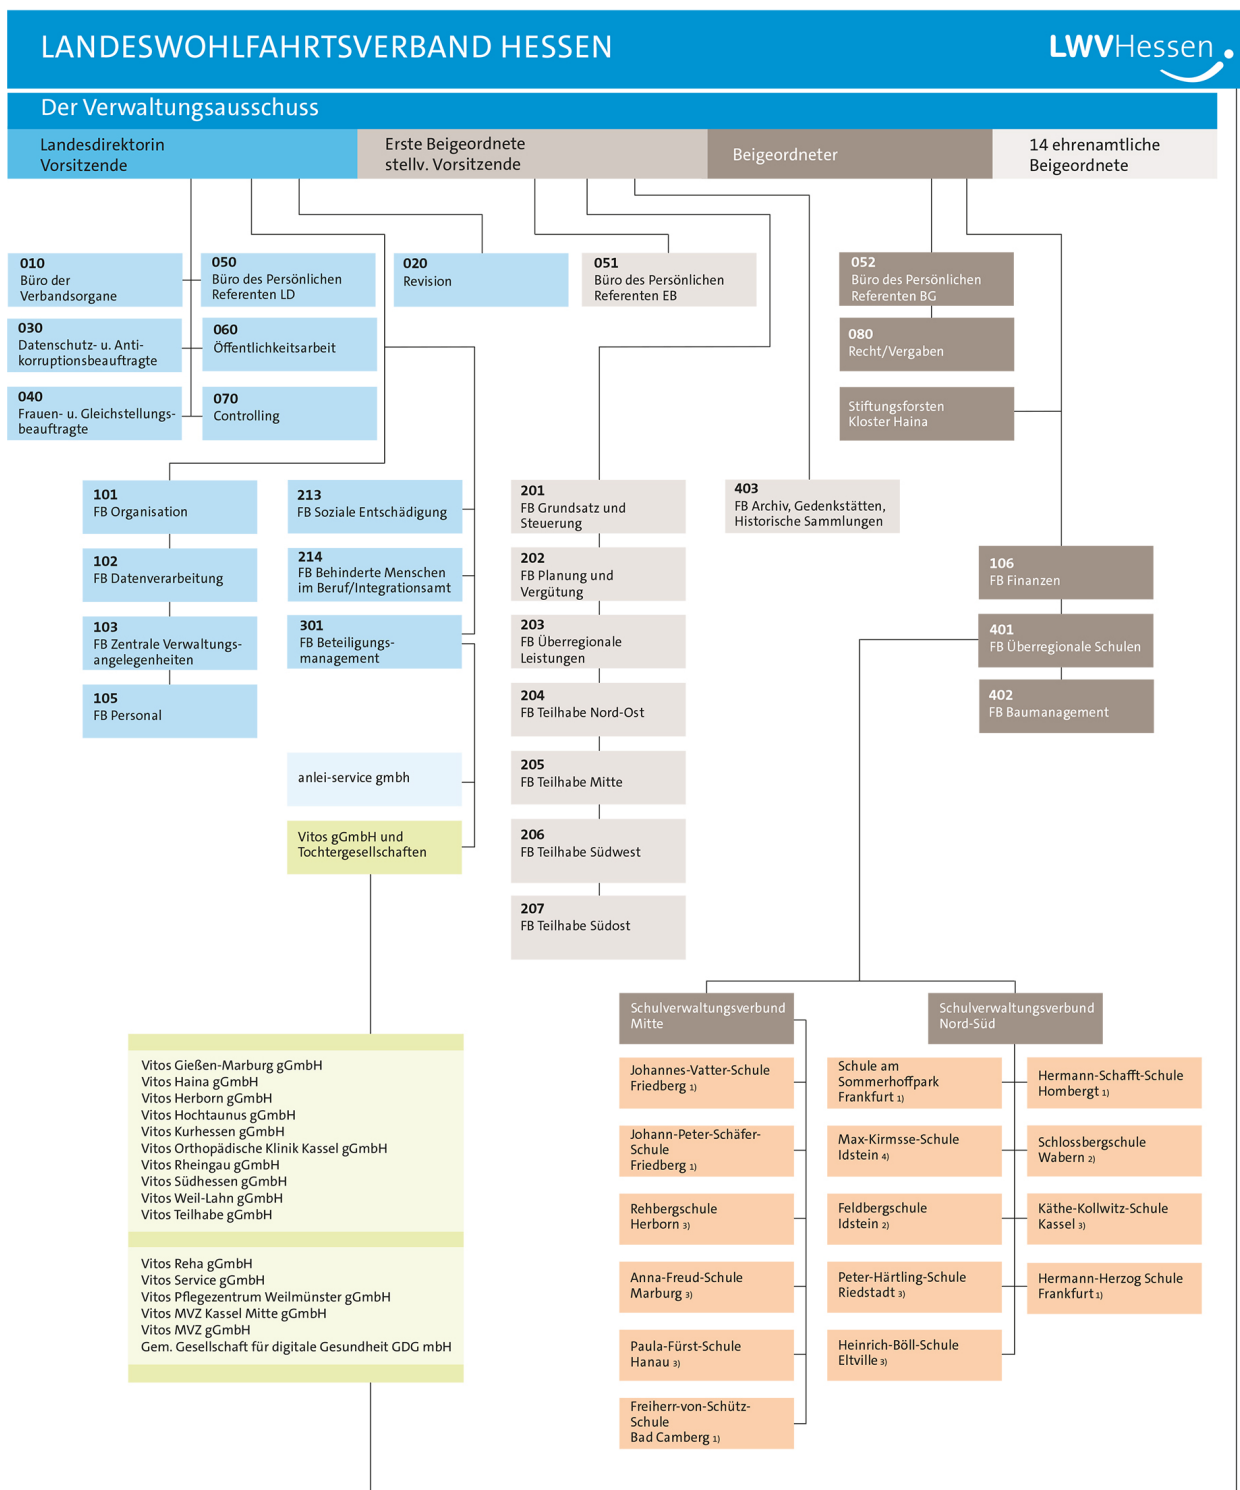 LANDESWOHLFAHRTSVERBAND HESSEN
LWVHessen
Der Verwaltungsausschuss
Landesdirektorin
Vorsitzende
Erste Beigeordnete
stellv. Vorsitzende
Beigeordneter
14 ehrenamtliche
Beigeordnete
010
Büro der
Verbandsorgane
050
Büro des Persönlichen
Referenten LD
020
Revision
051
Büro des Persönlichen
Referenten EB
052
Büro des Persönlichen
Referenten BG
030
Datenschutz- u. Anti-
korruptionsbeauftragte
060
Öffentlichkeitsarbeit
080
Recht/Vergaben
040
Frauen- u. Gleichstellungs-
beauftragte
070
Controlling
Stiftungsforsten
Kloster Haina
101
FB Organisation
102
FB Datenverarbeitung
103
FB Zentrale Verwaltungs-
angelegenheiten
105
FB Personal
213
FB Soziale Entschädigung
214
FB Behinderte Menschen
im Beruf/Integrationsamt
301
FB Beteiligungs-
management
anlei-service gmbh
Vitos gGmbH und
Tochtergesellschaften
201
FB Grundsatz und
Steuerung
202
FB Planung und
Vergütung
203
FB Überregionale
Leistungen
204
FB Teilhabe Nord-Ost
205
FB Teilhabe Mitte
206
FB Teilhabe Südwest
207
FB Teilhabe Südost
403
FB Archiv, Gedenkstätten,
Historische Sammlungen
106
FB Finanzen
401
FB Überregionale Schulen
402
FB Baumanagement
Vitos Gießen-Marburg gGmbH
Vitos Haina gGmbH
Vitos Herborn gGmbH
Vitos Hochtaunus gGmbH
Vitos Kurhessen gGmbH
Vitos Orthopädische Klinik Kassel gGmbH
Vitos Rheingau gGmbH
Vitos Südhessen gGmbH
Vitos Weil-Lahn gGmbH
Vitos Teilhabe gGmbH
Vitos Reha gGmbH
Vitos Service gGmbH
Vitos Pflegezentrum Weilmünster gGmbH
Vitos MVZ Kassel Mitte gGmbH
Vitos MVZ gGmbH
Gem. Gesellschaft für digitale Gesundheit GDG mbH
Schulverwaltungsverbund
Mitte
Johannes-Vatter-Schule
Friedberg 1)
Johann-Peter-Schäfer-
Schule
Friedberg 1)
Rehbergschule
Herborn 3)
Anna-Freud-Schule
Marburg 3)
Paula-Fürst-Schule
Hanau 3)
Freiherr-von-Schütz-
Schule
Bad Camberg 1)
Schulverwaltungsverbund
Nord-Süd
Schule am
Sommerhoffpark
Frankfurt 1)
Max-Kirmsse-Schule
Idstein 4)
Feldbergschule
Idstein 2)
Peter-Härtling-Schule
Riedstadt 3)
Heinrich-Böll-Schule
Eltville 3)
Hermann-Schafft-Schule
Hombergt 1)
Schlossbergschule
Wabern 2)
Käthe-Kollwitz-Schule
Kassel 3)
Hermann-Herzog Schule
Frankfurt 1)